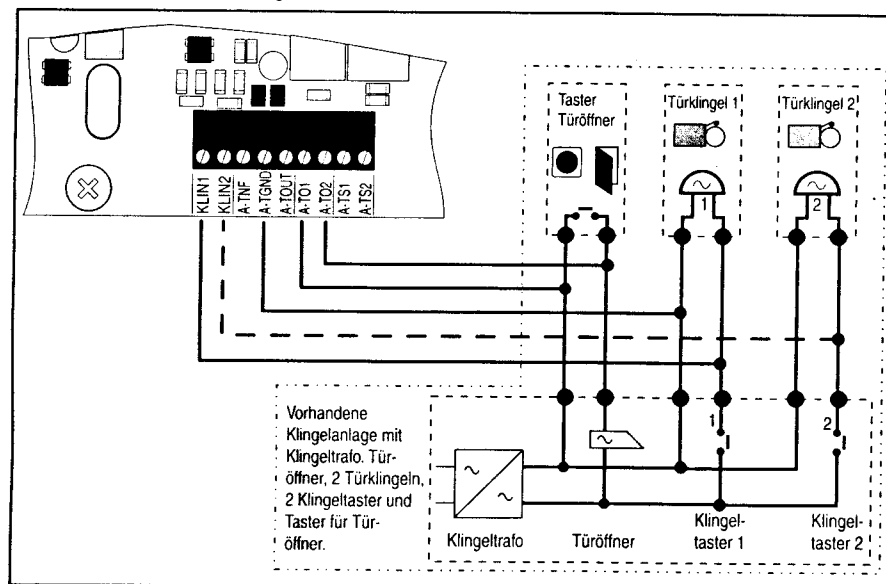 KLIN1
KLIN2
A-TNF
A-TGND
A-TOUT
A-TO1
A-TO2
A-TS1
A-TS2
Taster
Türöffner
Türklingel 1
Türklingel 2
1
2
Vorhandene
Klingelanlage mit
Klingeltrafo. Tür-
öffner, 2 Türklingeln,
2 Klingeltaster und
Taster für Tür-
öffner.
1
2
Klingeltrafo
Türöffner
Klingel-
taster 1
Klingel-
taster 2